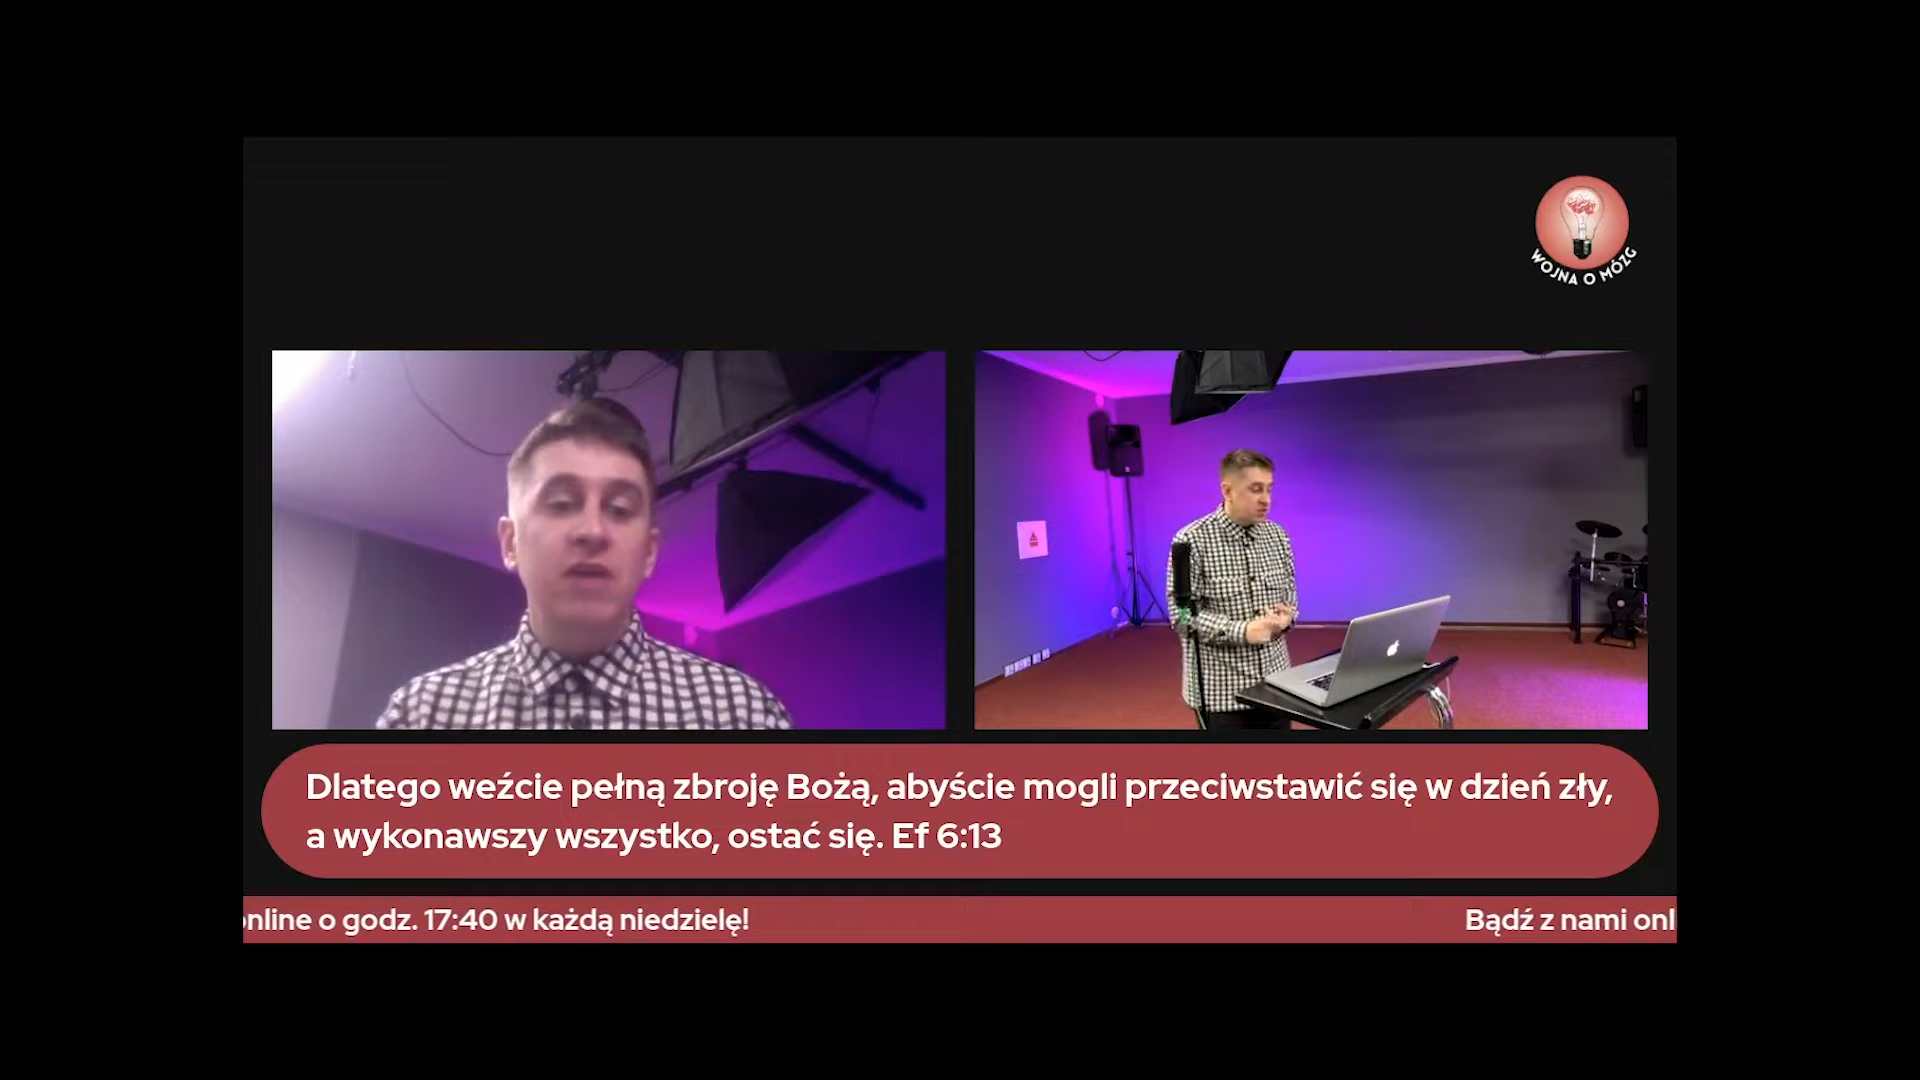 WOJNA O MÓZG
Dlatego weźcie pełną zbroję Bożą, abyście mogli przeciwstawić się w dzień zły,
a wykonawszy wszystko, ostać się. Ef 6:13
online o godz. 17:40 w każdą niedzielę! Bądź z nami onl